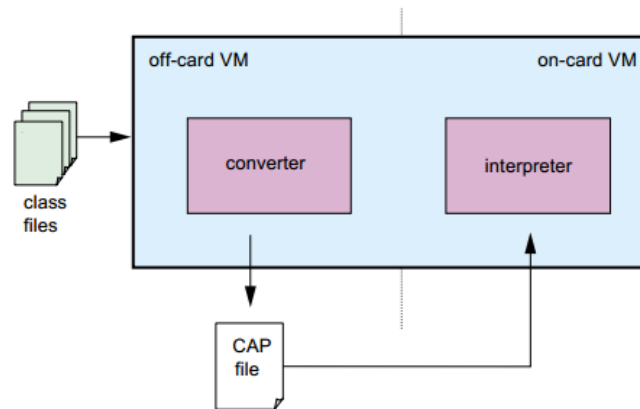 off-card VM
on-card VM
converter
interpreter
class
files
CAP
file